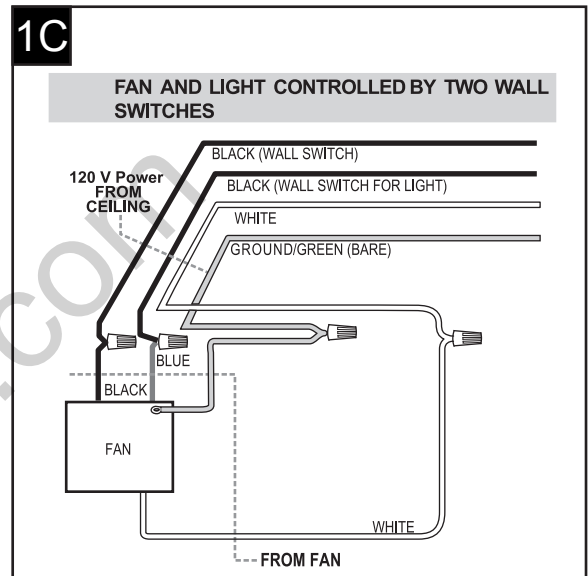 1C
FAN AND LIGHT CONTROLLED BY TWO WALL
SWITCHES
BLACK (WALL SWITCH)
120 V Power
FROM
CEILING
BLACK (WALL SWITCH FOR LIGHT)
WHITE
GROUND/GREEN (BARE)
BLUE
BLACK
FAN
WHITE
FROM FAN
.com